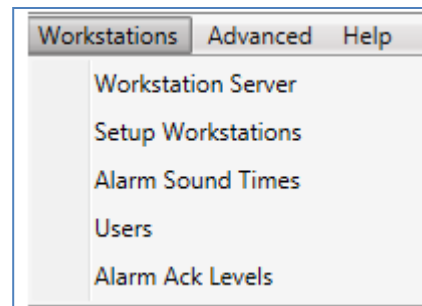 Workstations Advanced Help
Workstation Server
Setup Workstations
Alarm Sound Times
Users
Alarm Ack Levels